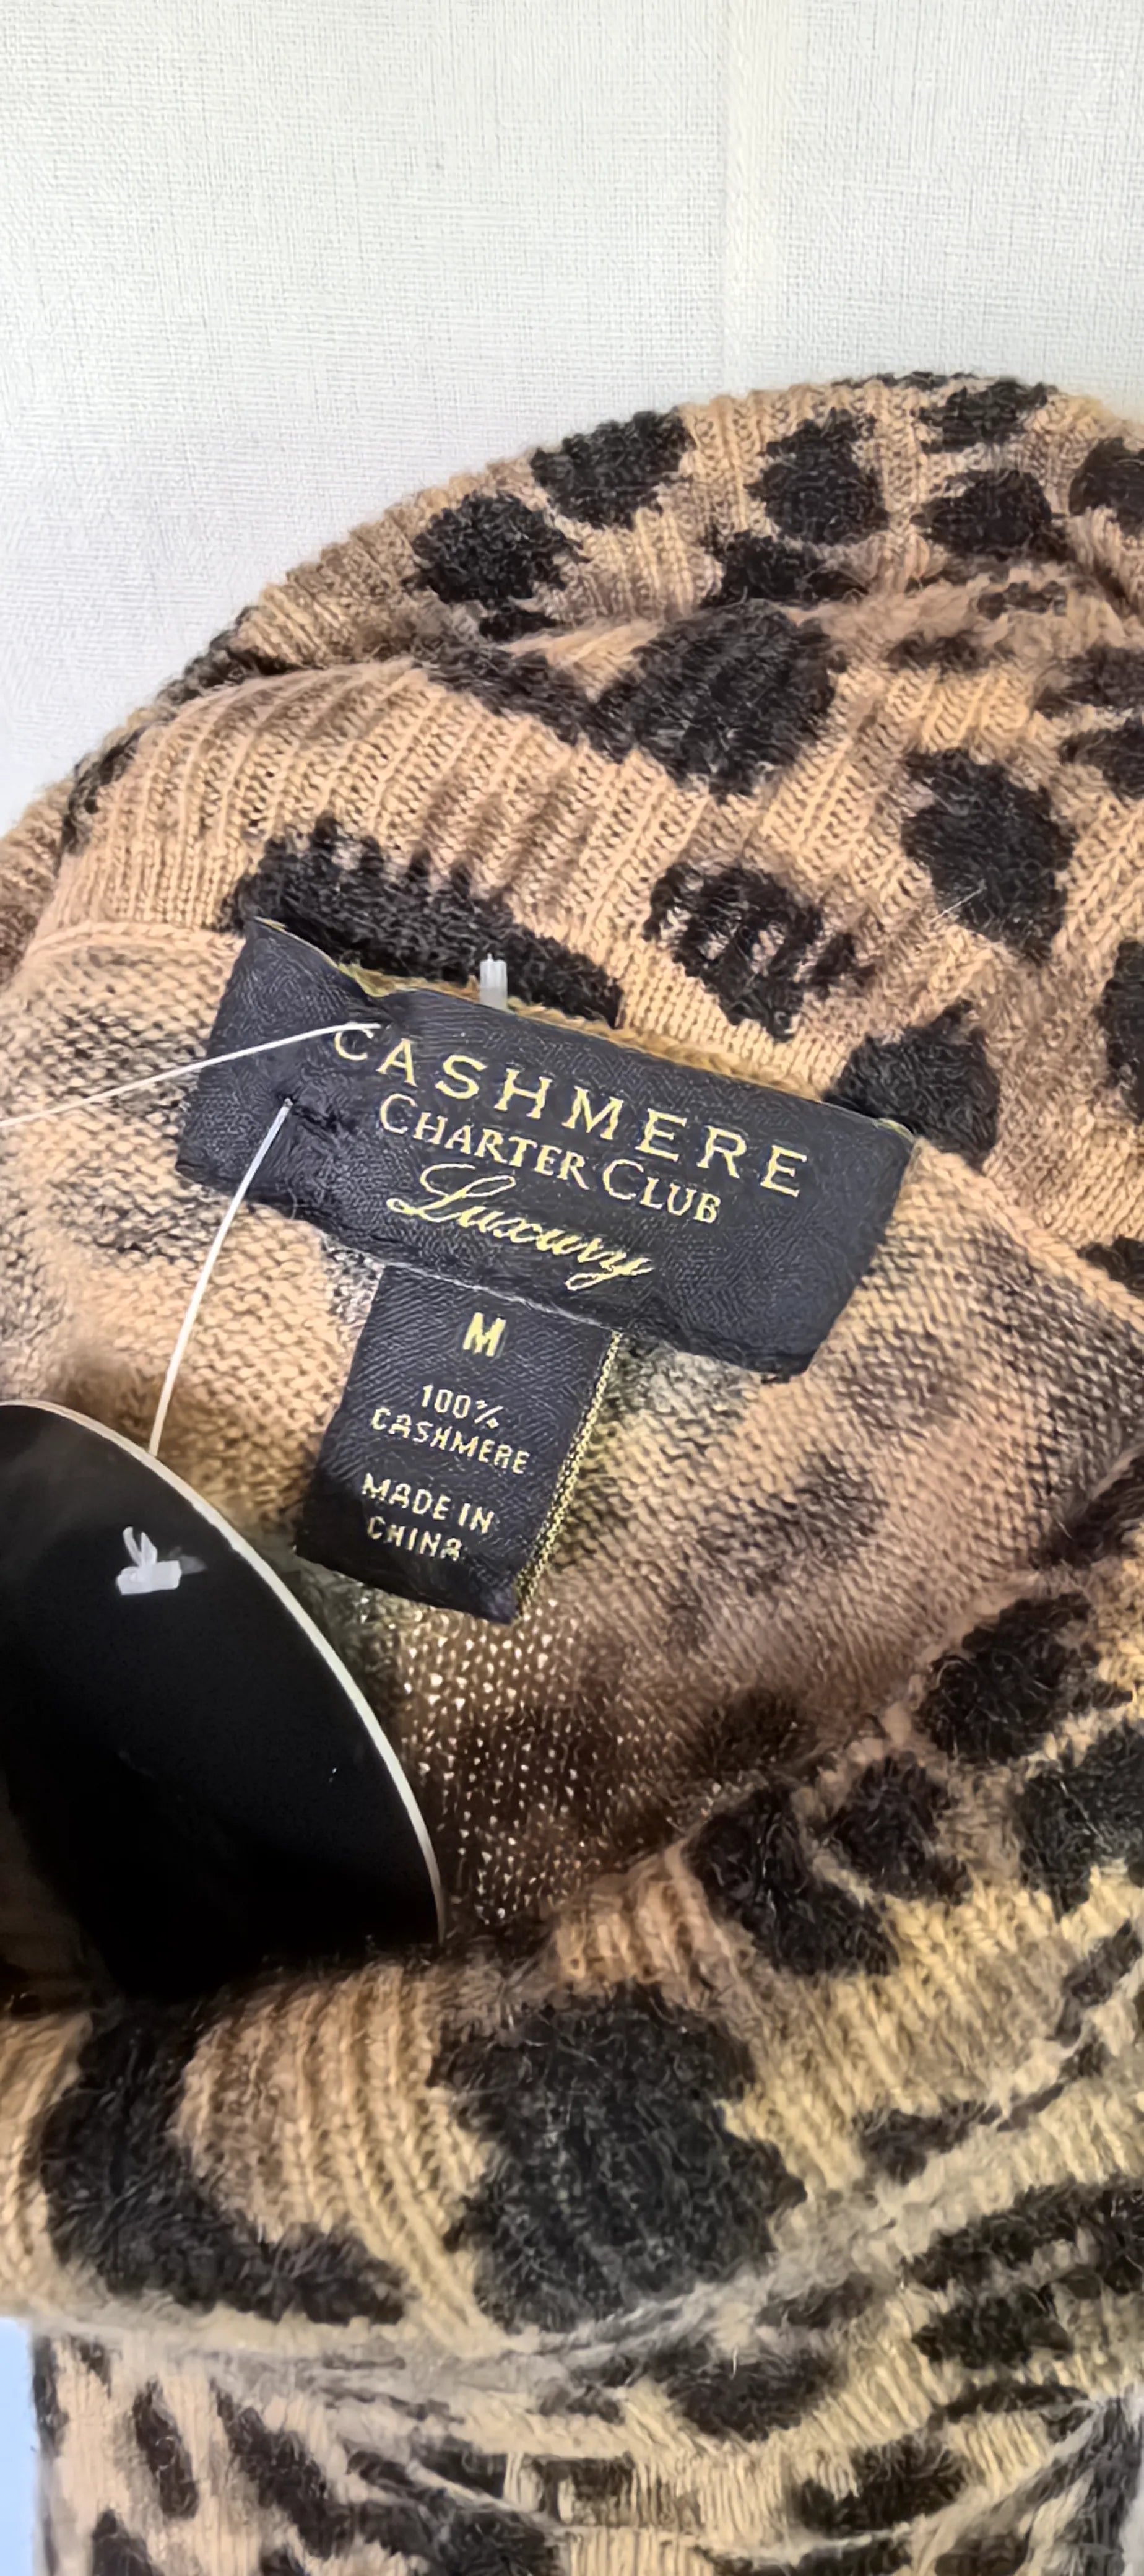 CASHMERE
CHARTER CLUB
Luxury
M
100%
CASHMERE
MADE IN
CHINA